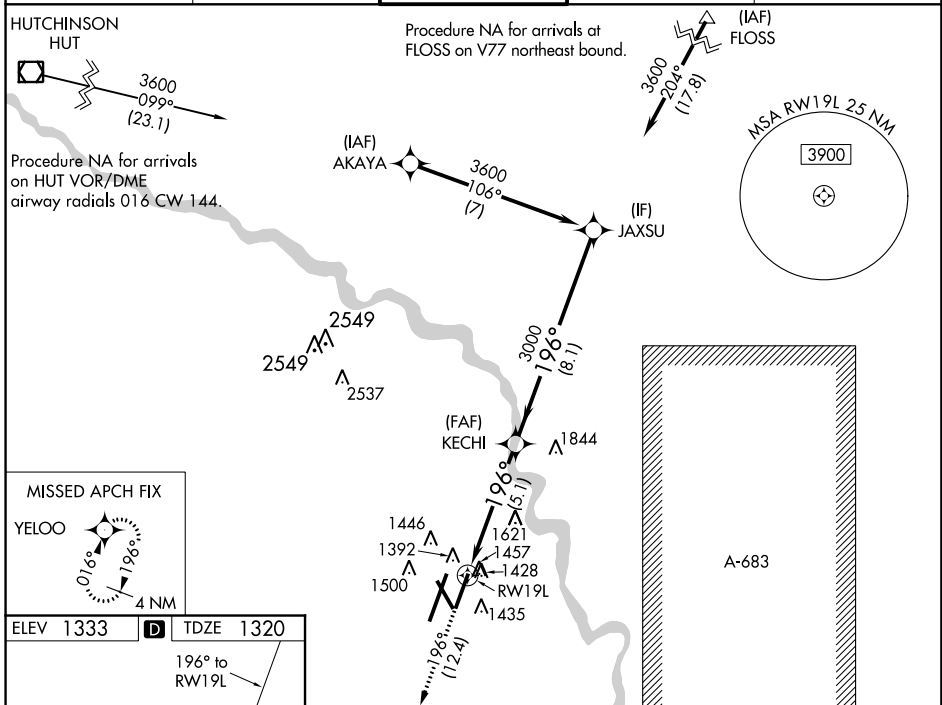 HUTCHINSON
HUT
3600
099°
(23.1)
Procedure NA for arrivals
on HUT VOR/DME
airway radials 016 CW 144.
Procedure NA for arrivals at
FLOSS on V77 northeast bound.
(IAF)
FLOSS
3600
204°
(17.8)
MSA RW19L 25 NM
3900
(IAF)
AKAYA
3600
106°
(7)
(IF)
JAXSU
3000
196°
(8.1)
2549
2549
2537
(FAF)
KECHI
1844
196°
(5.1)
1621
1446
1392
1457
1500
1428
RW19L
1435
196°
(12.4)
A-683
MISSED APCH FIX
YELOO
016°
196°
4 NM
ELEV 1333 D TDZE 1320
196° to
RW19L